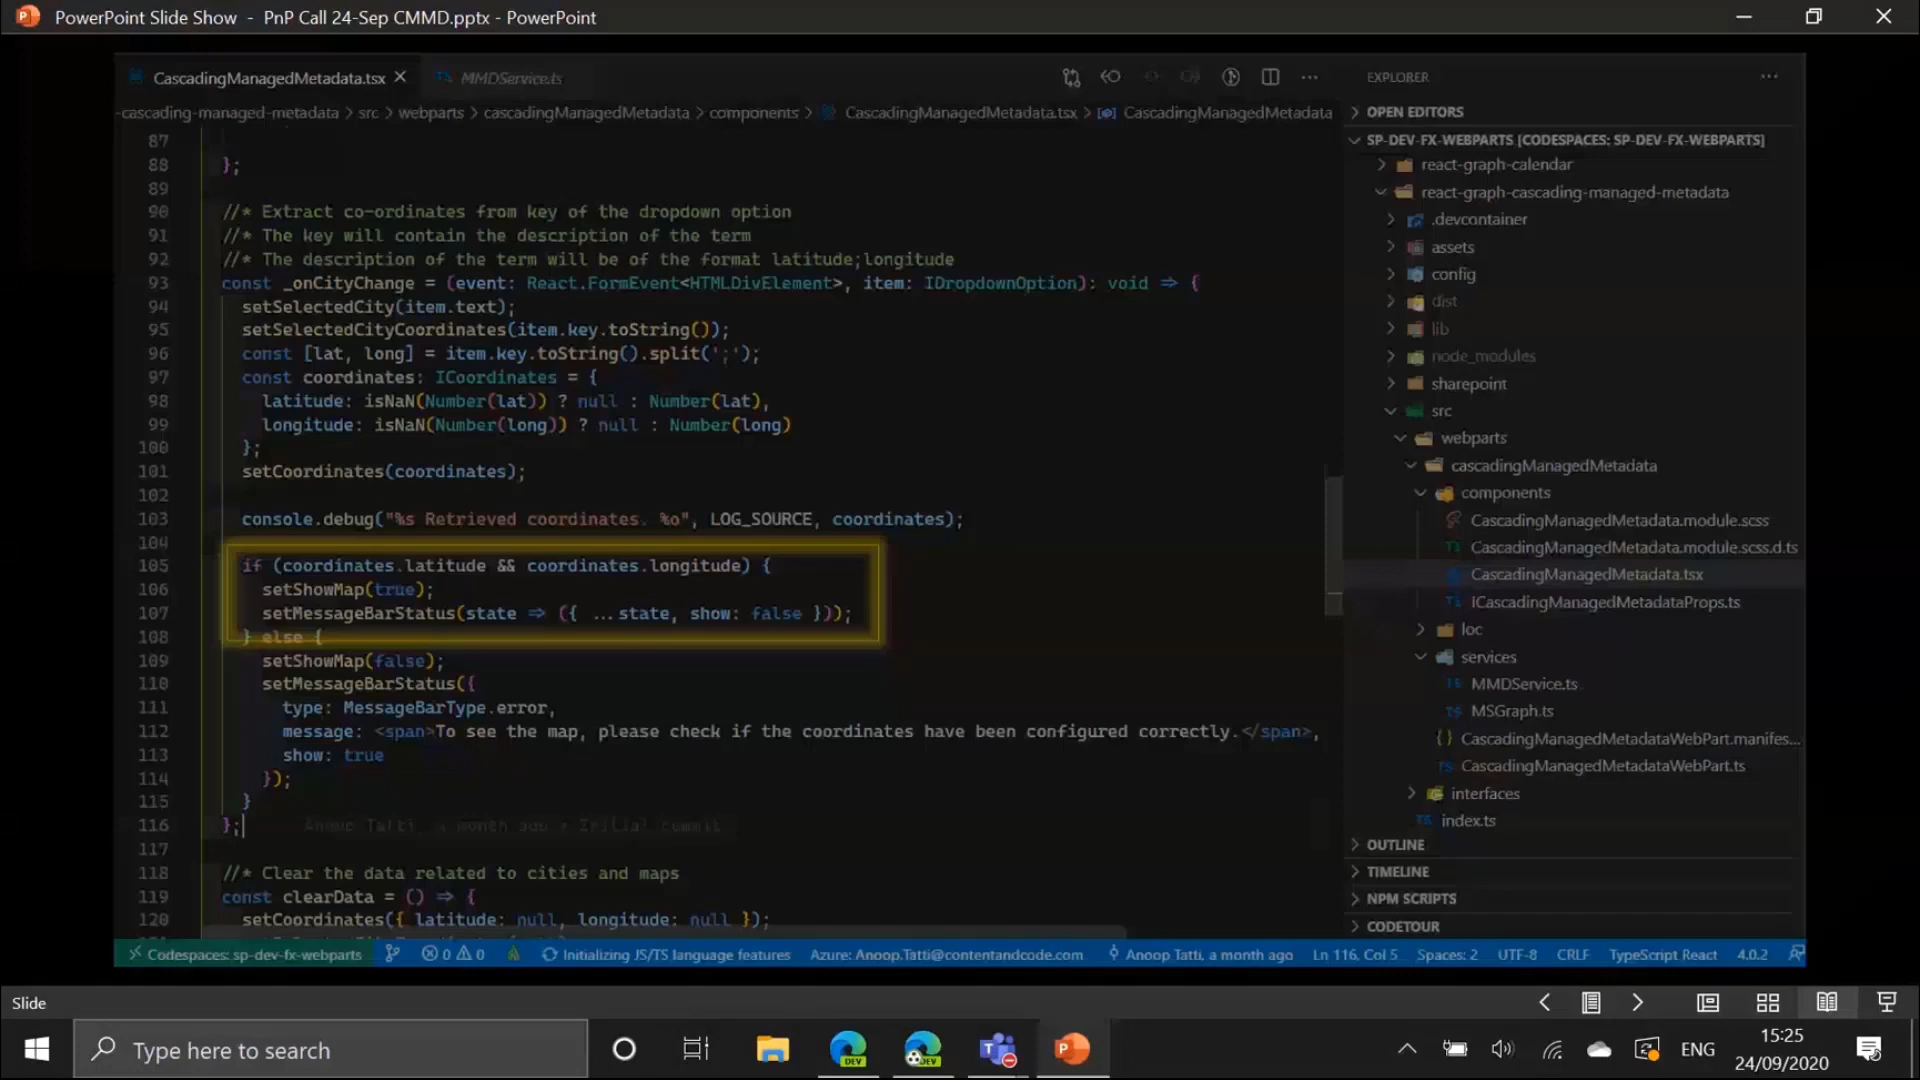 PowerPoint Slide Show - PnP Call 24-Sep CMMD.pptx - PowerPoint
CascadingManagedMetadata.tsx
MMDService.ts
-cascading-managed-metadata > src > webparts > cascadingManagedMetadata > components > CascadingManagedMetadata.tsx > CascadingManagedMetadata
87
88 };
89
90 //* Extract co-ordinates from key of the dropdown option
91 //* The key will contain the description of the term
92 //* The description of the term will be of the format latitude;longitude
93 const _onCityChange = (event: React.FormEvent<HTMLDivElement>, item: IDropdownOption): void => {
94 setSelectedCity(item.text);
95 setSelectedCityCoordinates(item.key.toString());
96 const [lat, long] = item.key.toString().split(';');
97 const coordinates: ICoordinates = {
98 latitude: isNaN(Number(lat)) ? null : Number(lat),
99 longitude: isNaN(Number(long)) ? null : Number(long)
100 };
101 setCoordinates(coordinates);
102
103 console.debug("%s Retrieved coordinates. %o", LOG_SOURCE, coordinates);
104
105 if (coordinates.latitude && coordinates.longitude) {
106 setShowMap(true);
107 setMessageBarStatus(state => ({ ...state, show: false }));
108 } else {
109 setShowMap(false);
110 setMessageBarStatus({
111 type: MessageBarType.error,
112 message: <span>To see the map, please check if the coordinates have been configured correctly.</span>,
113 show: true
114 });
115 }
116 }; Anoop Tatti, a month ago • Initial commit
117
118 //* Clear the data related to cities and maps
119 const clearData = () => {
120 setCoordinates({ latitude: null, longitude: null });
EXPLORER
OPEN EDITORS
SP-DEV-FX-WEBPARTS [CODESPACES: SP-DEV-FX-WEBPARTS]
react-graph-calendar
react-graph-cascading-managed-metadata
.devcontainer
assets
config
dist
lib
node_modules
sharepoint
src
webparts
cascadingManagedMetadata
components
CascadingManagedMetadata.module.scss
CascadingManagedMetadata.module.scss.d.ts
CascadingManagedMetadata.tsx
ICascadingManagedMetadataProps.ts
loc
services
MMDService.ts
MSGraph.ts
CascadingManagedMetadataWebPart.manifes...
CascadingManagedMetadataWebPart.ts
interfaces
index.ts
OUTLINE
TIMELINE
NPM SCRIPTS
CODETOUR
Codespaces: sp-dev-fx-webparts 0 0 Initializing JS/TS language features Azure: Anoop.Tatti@contentandcode.com Anoop Tatti, a month ago Ln 116, Col 5 Spaces: 2 UTF-8 CRLF TypeScript React 4.0.2
Slide
Type here to search
DEV
DEV
ENG
15:25
24/09/2020